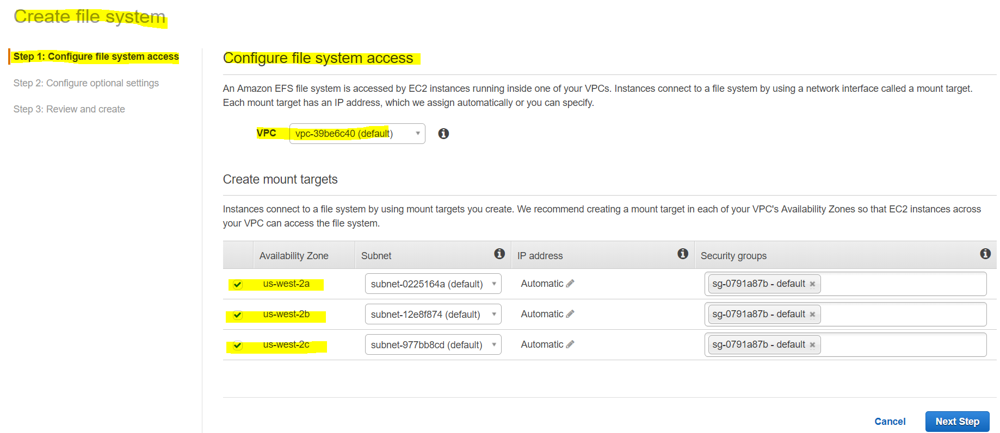 Create file system
Step 1: Configure file system access
Step 2: Configure optional settings
Step 3: Review and create
Configure file system access
An Amazon EFS file system is accessed by EC2 instances running inside one of your VPCs. Instances connect to a file system by using a network interface called a mount target.
Each mount target has an IP address, which we assign automatically or you can specify.
VPC vpc-39be6c40 (default)
Create mount targets
Instances connect to a file system by using mount targets you create. We recommend creating a mount target in each of your VPC's Availability Zones so that EC2 instances across
your VPC can access the file system.
Availability Zone Subnet IP address Security groups
us-west-2a subnet-0225164a (default) Automatic sg-0791a87b - default
us-west-2b subnet-12e8f874 (default) Automatic sg-0791a87b - default
us-west-2c subnet-977bb8cd (default) Automatic sg-0791a87b - default
Cancel Next Step